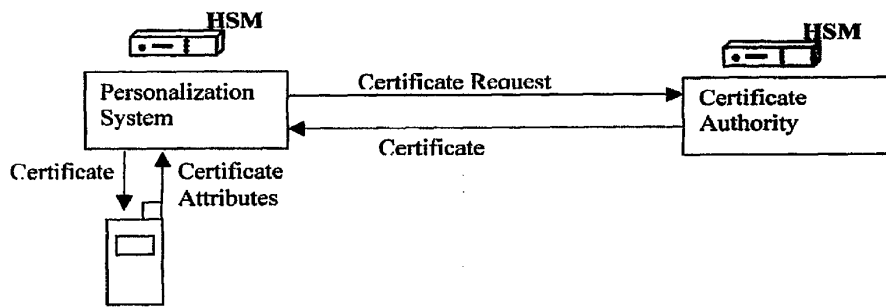 HSM
HSM
Personalization
System
Certificate Request
Certificate
Authority
Certificate
Certificate
Certificate
Attributes